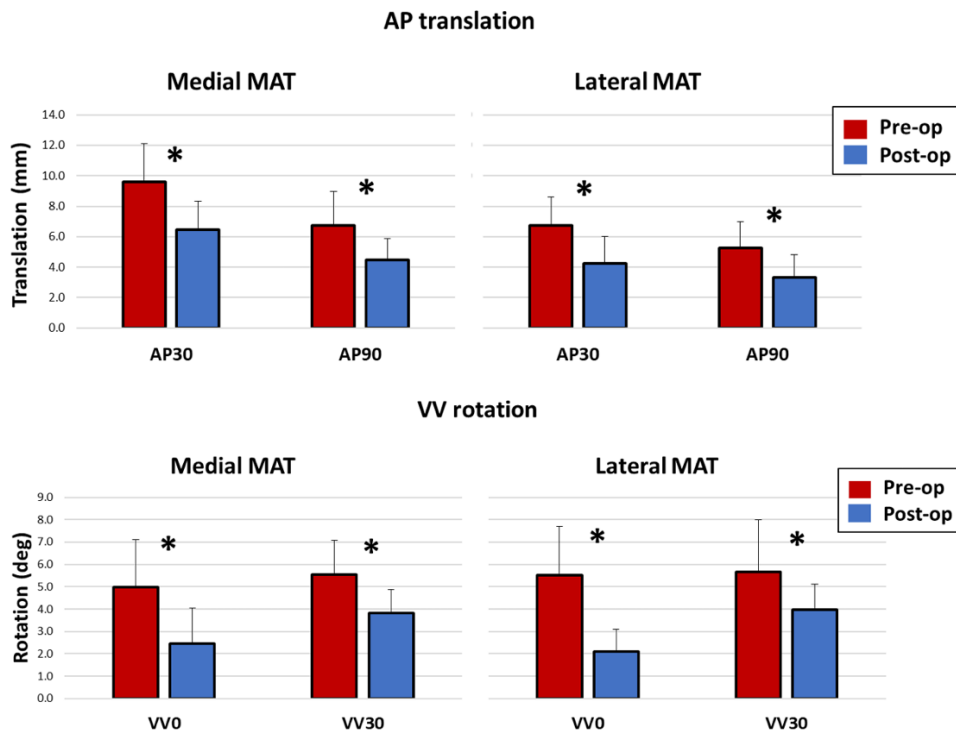 AP translation
Medial MAT
Lateral MAT
14.0
12.0
10.0
8.0
6.0
4.0
2.0
0.0
Translation (mm)
*
*
*
*
Pre-op
Post-op
AP30
AP90
AP30
AP90
VV rotation
Medial MAT
Lateral MAT
9.0
8.0
7.0
6.0
5.0
4.0
3.0
2.0
1.0
0.0
Rotation (deg)
*
*
*
*
Pre-op
Post-op
VV0
VV30
VV0
VV30